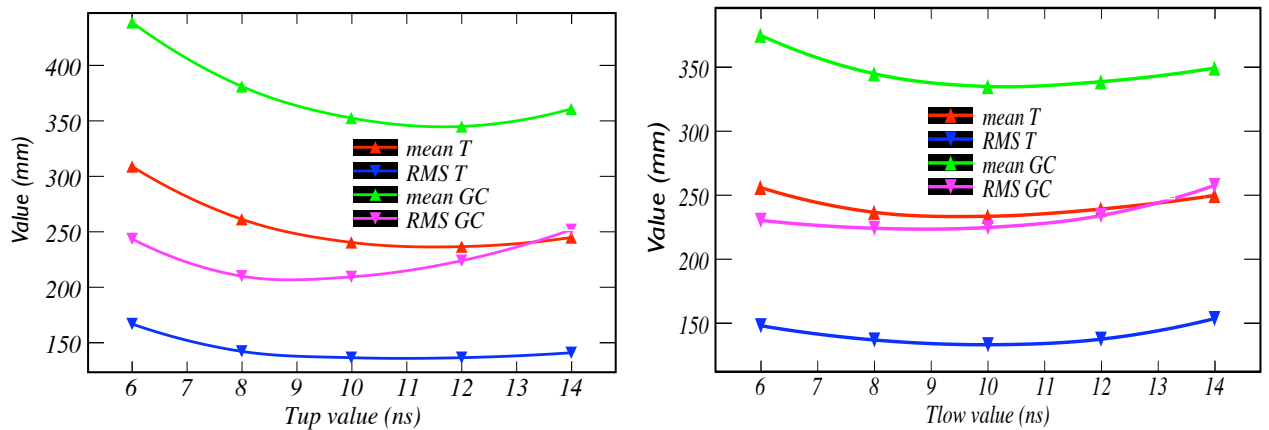 400
350
300
250
200
150
Value (mm)
mean T
RMS T
mean GC
RMS GC
6 7 8 9 10 11 12 13 14
Tup value (ns)
350
300
250
200
150
Value (mm)
mean T
RMS T
mean GC
RMS GC
6 7 8 9 10 11 12 13 14
Tlow value (ns)